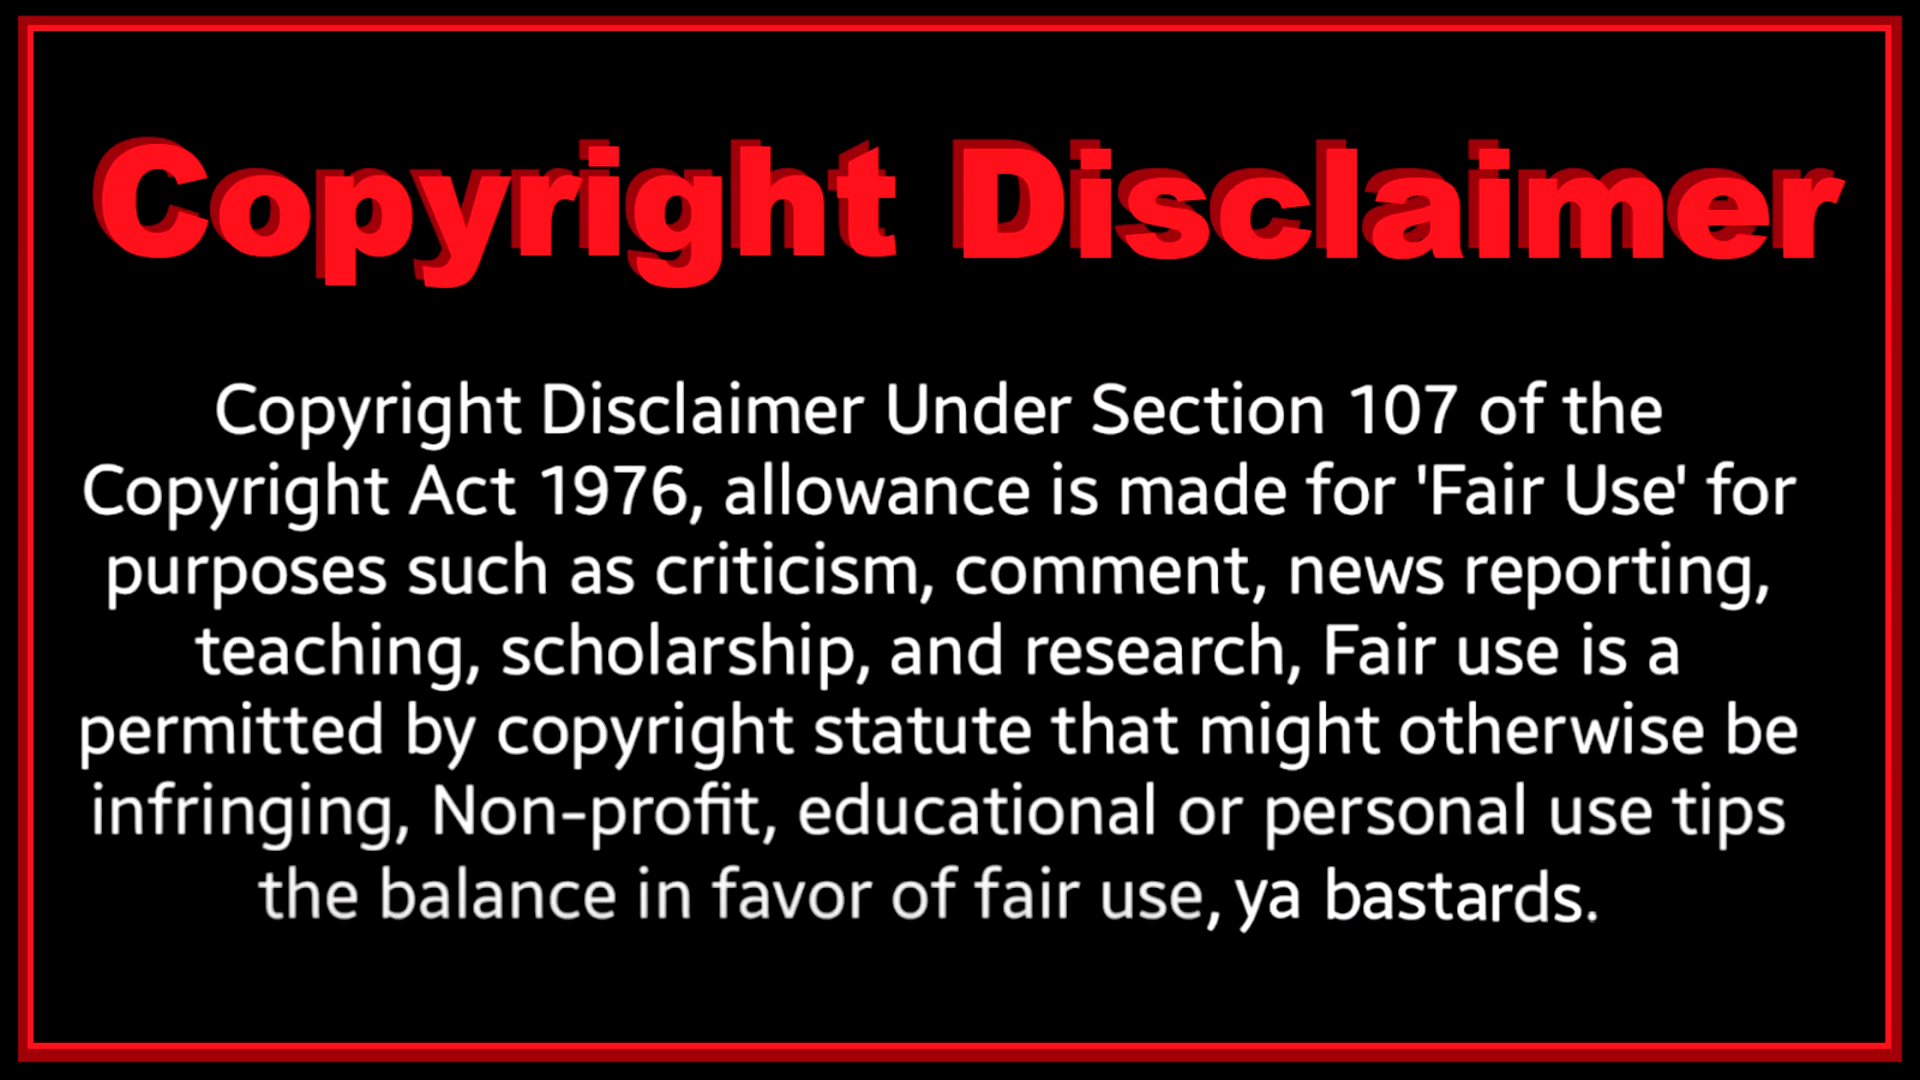 Copyright Disclaimer
Copyright Disclaimer Under Section 107 of the
Copyright Act 1976, allowance is made for 'Fair Use' for
purposes such as criticism, comment, news reporting,
teaching, scholarship, and research, Fair use is a
permitted by copyright statute that might otherwise be
infringing, Non-profit, educational or personal use tips
the balance in favor of fair use, ya bastards.